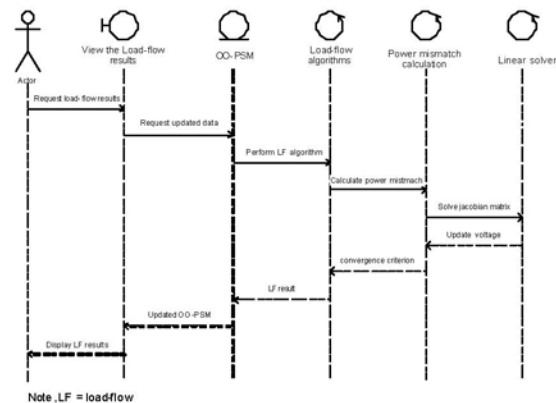 Actor
View the Load-flow
results
OO-PSM
Load-flow
algorithms
Power mismatch
calculation
Linear solver
Request load-flow results
Request updated data
Perform LF algorithm
Calculate power mistmach
Solve jacobian matrix
Update voltage
convergence criterion
LF result
Updated OO-PSM
Display LF results
Note ,LF = load-flow